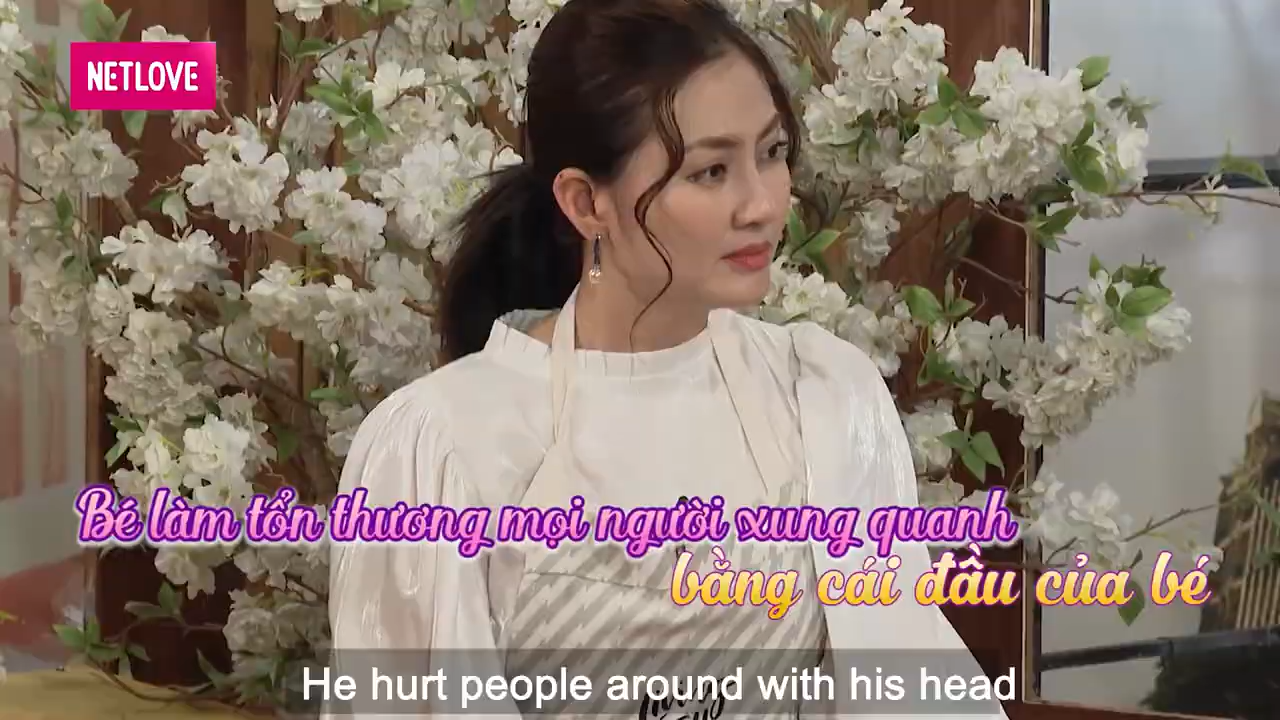 NETLOVE
Bé làm tổn thương mọi người xung quanh
bằng cái đầu của bé
He hurt people around with his head